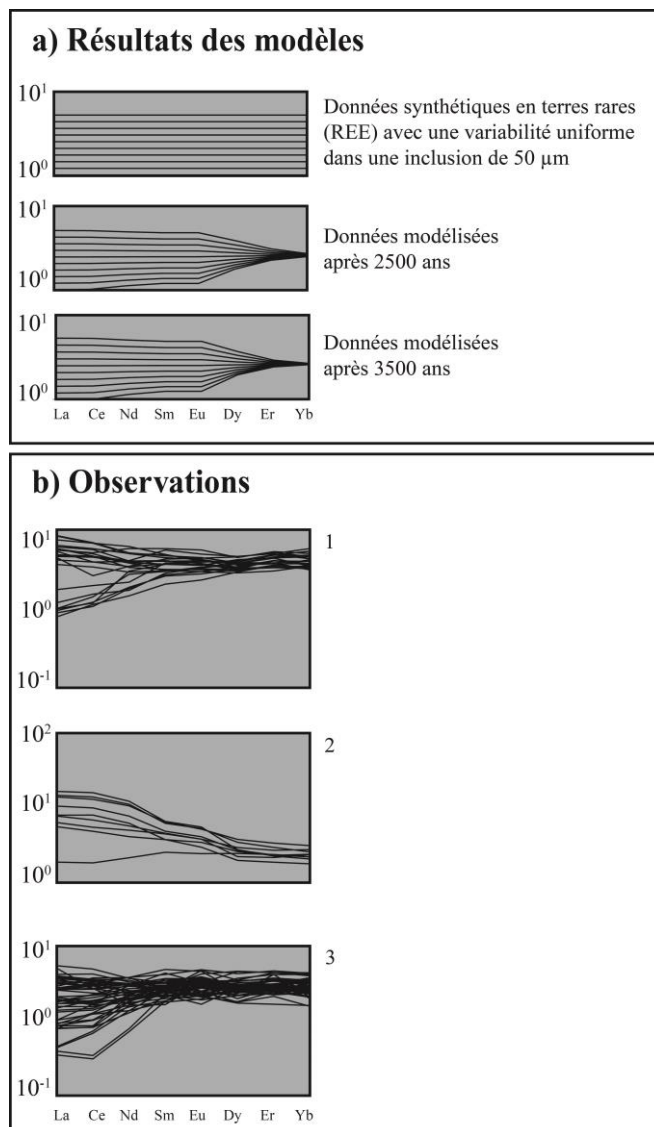 a) Résultats des modèles
10¹
10⁰
Données synthétiques en terres rares
(REE) avec une variabilité uniforme
dans une inclusion de 50 µm
10¹
10⁰
Données modélisées
après 2500 ans
10¹
10⁰
Données modélisées
après 3500 ans
La Ce Nd Sm Eu Dy Er Yb
b) Observations
10¹
10⁰
10⁻¹
1
10²
10¹
10⁰
2
10¹
10⁰
10⁻¹
3
La Ce Nd Sm Eu Dy Er Yb